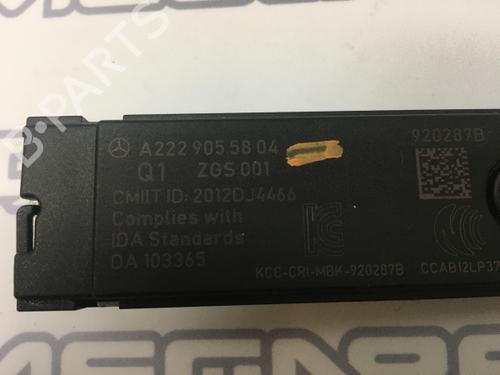 A222 905 58 04
920287B
Q1 ZGS 001
CMIIT ID: 2012DJ4466
Complies with
IDA Standards
DA 103365
KCC-CRI-MBK-920287B
CCAB12LP37
B-PARTS